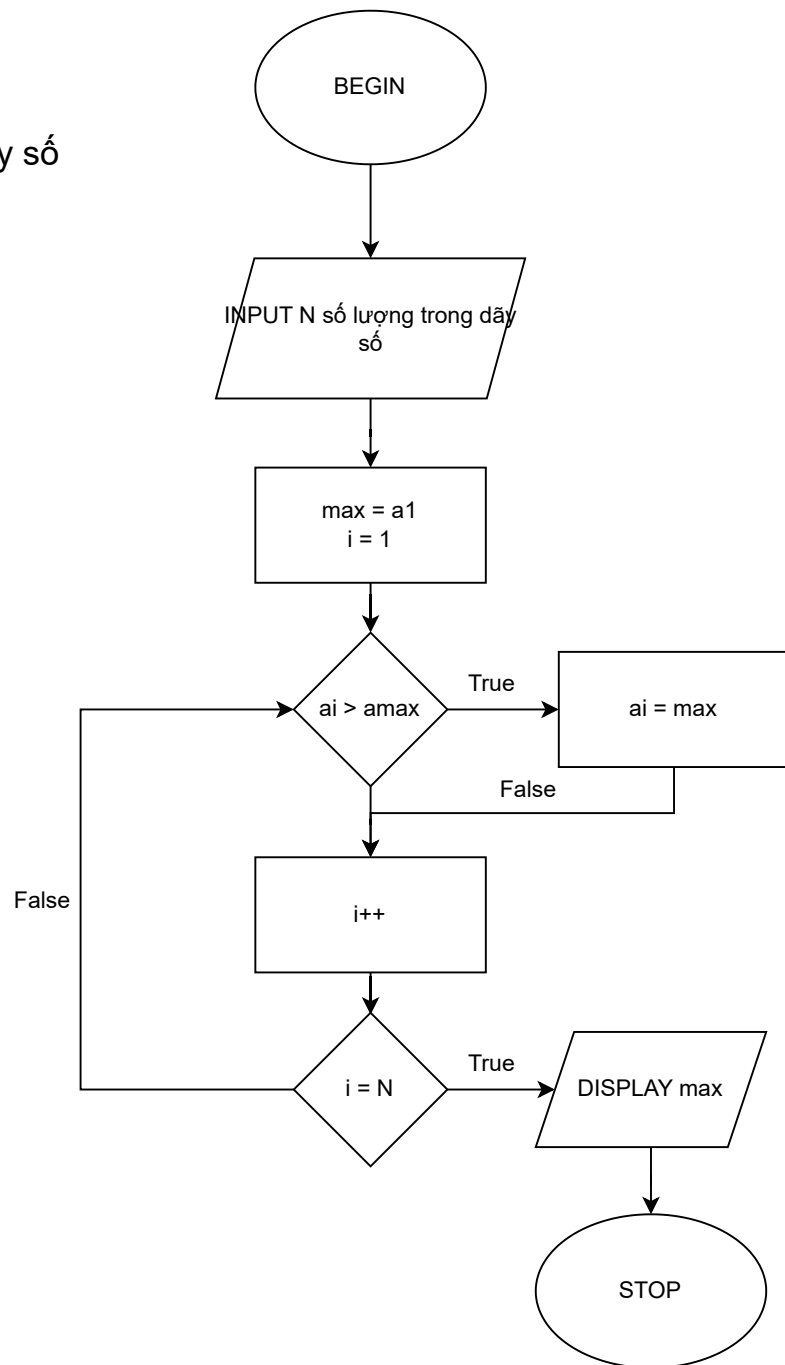 BEGIN
y số
INPUT N số lượng trong dãy
số
max = a1
i = 1
ai > amax
True
ai = max
False
False
i++
i = N
True
DISPLAY max
STOP